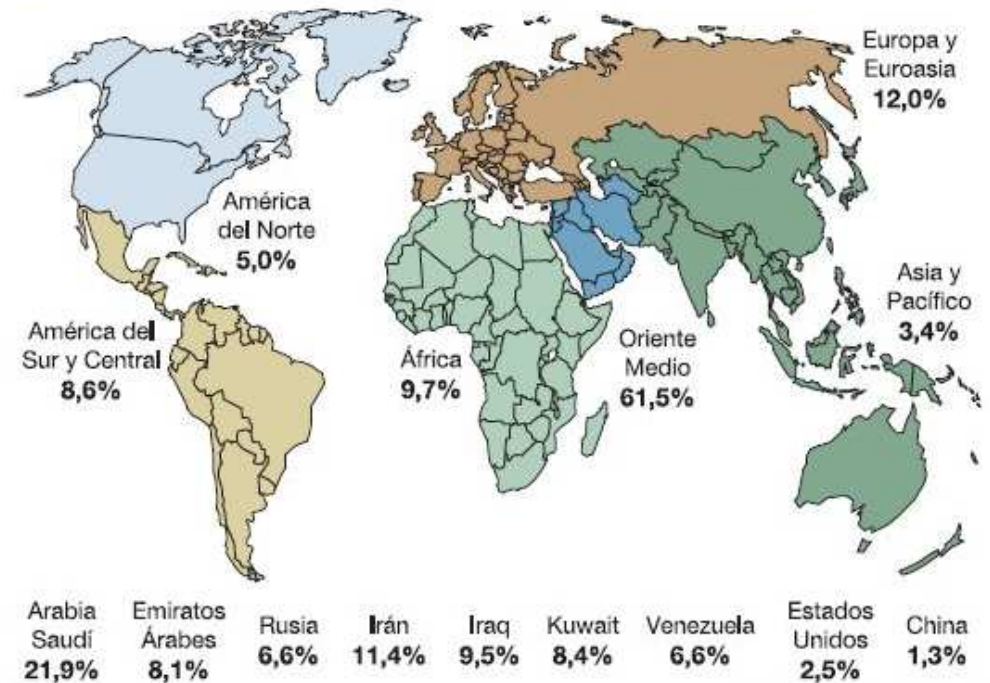 Europa y
Euroasia
12,0%
América
del Norte
5,0%
Asia y
Pacífico
3,4%
América del
Sur y Central
8,6%
África
9,7%
Oriente
Medio
61,5%
Arabia
Saudí
21,9%
Emiratos
Árabes
8,1%
Rusia
6,6%
Irán
11,4%
Iraq
9,5%
Kuwait
8,4%
Venezuela
6,6%
Estados
Unidos
2,5%
China
1,3%